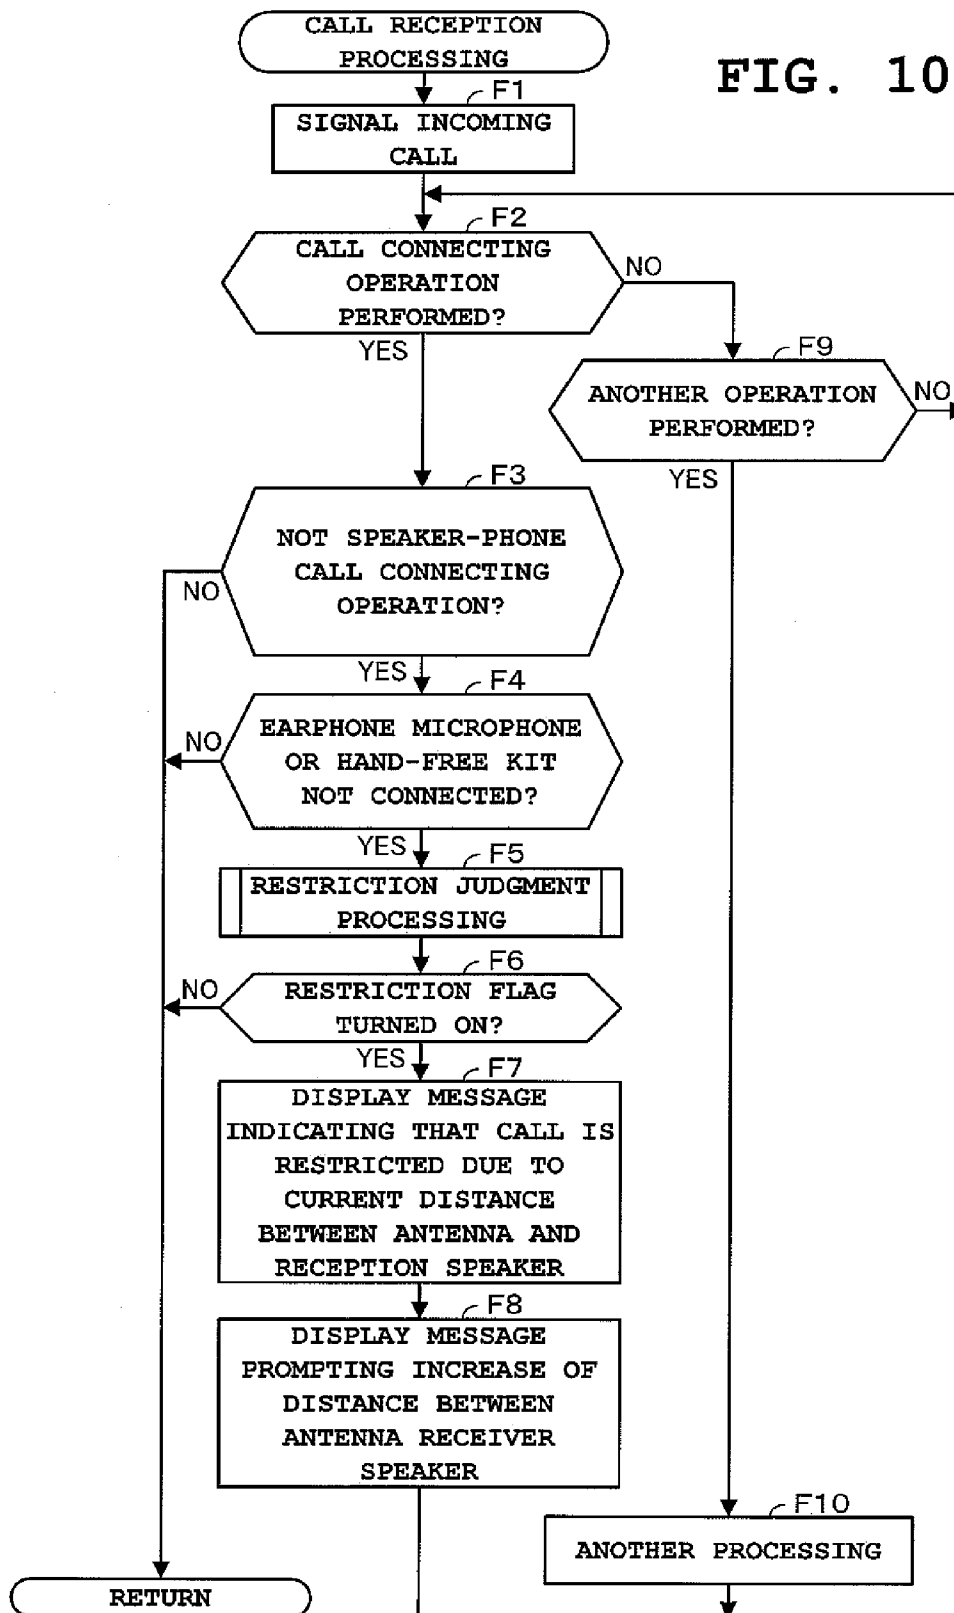 CALL RECEPTION
PROCESSING
FIG. 10
F1
SIGNAL INCOMING
CALL
F2
CALL CONNECTING
OPERATION
PERFORMED?
NO
YES
F9
ANOTHER OPERATION
PERFORMED?
NO
YES
F3
NOT SPEAKER-PHONE
CALL CONNECTING
OPERATION?
NO
YES
F4
EARPHONE MICROPHONE
OR HAND-FREE KIT
NOT CONNECTED?
NO
YES
F5
RESTRICTION JUDGMENT
PROCESSING
F6
RESTRICTION FLAG
TURNED ON?
NO
YES
F7
DISPLAY MESSAGE
INDICATING THAT CALL IS
RESTRICTED DUE TO
CURRENT DISTANCE
BETWEEN ANTENNA AND
RECEPTION SPEAKER
F8
DISPLAY MESSAGE
PROMPTING INCREASE OF
DISTANCE BETWEEN
ANTENNA RECEIVER
SPEAKER
F10
ANOTHER PROCESSING
RETURN